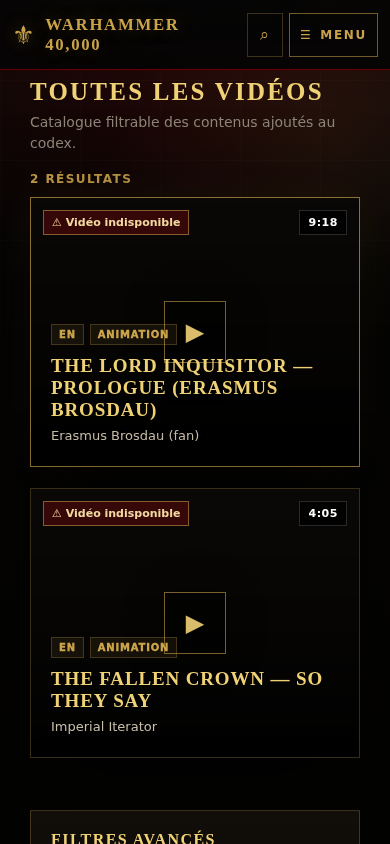 WARHAMMER
40,000
☰ MENU
TOUTES LES VIDÉOS
Catalogue filtrable des contenus ajoutés au
codex.
2 RÉSULTATS
⚠ Vidéo indisponible
9:18
EN
ANIMATION
THE LORD INQUISITOR —
PROLOGUE (ERASMUS
BROSDAU)
Erasmus Brosdau (fan)
⚠ Vidéo indisponible
4:05
EN
ANIMATION
THE FALLEN CROWN — SO
THEY SAY
Imperial Iterator
FILTRES AVANCÉS